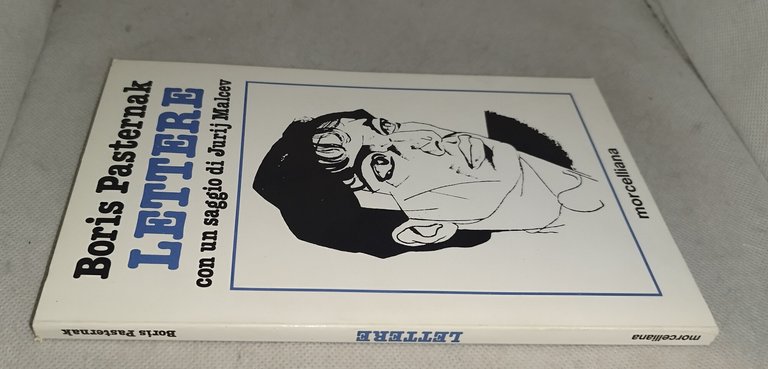 Boris Pasternak
LETTERE
con un saggio di Jurij Malcev
morcelliana
Boris Pasternak
LETTERE
morcelliana